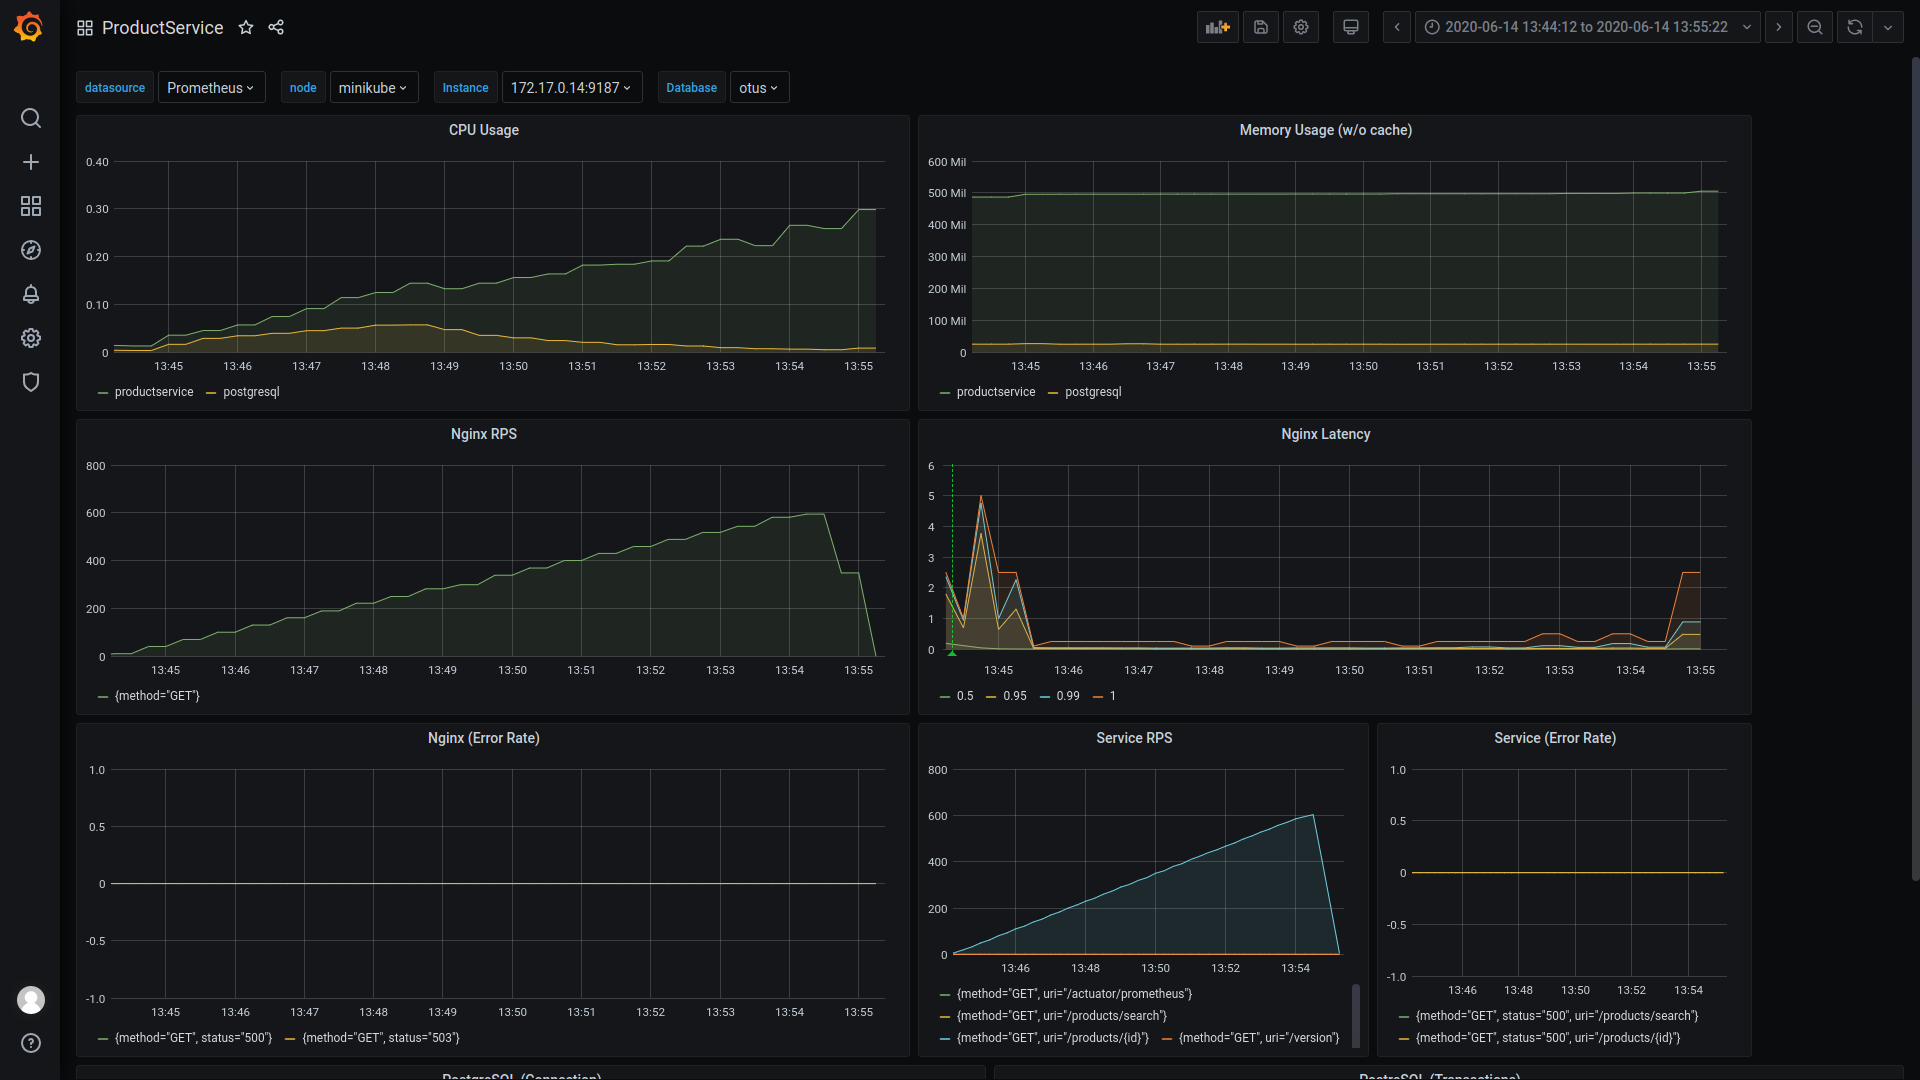 ProductService
2020-06-14 13:44:12 to 2020-06-14 13:55:22
datasource Prometheus node minikube Instance 172.17.0.14:9187 Database otus
CPU Usage
0.40
0.30
0.20
0.10
0
13:45 13:46 13:47 13:48 13:49 13:50 13:51 13:52 13:53 13:54 13:55
productservice postgresql
Memory Usage (w/o cache)
600 Mil
500 Mil
400 Mil
300 Mil
200 Mil
100 Mil
0
13:45 13:46 13:47 13:48 13:49 13:50 13:51 13:52 13:53 13:54 13:55
productservice postgresql
Nginx RPS
800
600
400
200
0
13:45 13:46 13:47 13:48 13:49 13:50 13:51 13:52 13:53 13:54 13:55
{method="GET"}
Nginx Latency
6
5
4
3
2
1
0
13:45 13:46 13:47 13:48 13:49 13:50 13:51 13:52 13:53 13:54 13:55
0.5 0.95 0.99 1
Nginx (Error Rate)
1.0
0.5
0
-0.5
-1.0
13:45 13:46 13:47 13:48 13:49 13:50 13:51 13:52 13:53 13:54 13:55
{method="GET", status="500"} {method="GET", status="503"}
Service RPS
800
600
400
200
0
13:46 13:48 13:50 13:52 13:54
{method="GET", uri="/actuator/prometheus"}
{method="GET", uri="/products/search"}
{method="GET", uri="/products/{id}"} {method="GET", uri="/version"}
Service (Error Rate)
1.0
0.5
0
-0.5
-1.0
13:46 13:48 13:50 13:52 13:54
{method="GET", status="500", uri="/products/search"}
{method="GET", status="500", uri="/products/{id}"}
PostgreSQL (Connection)
PostreSQL (Transactions)